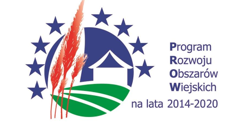 Program
Rozwoju
Obszarów
Wiejskich
na lata 2014-2020